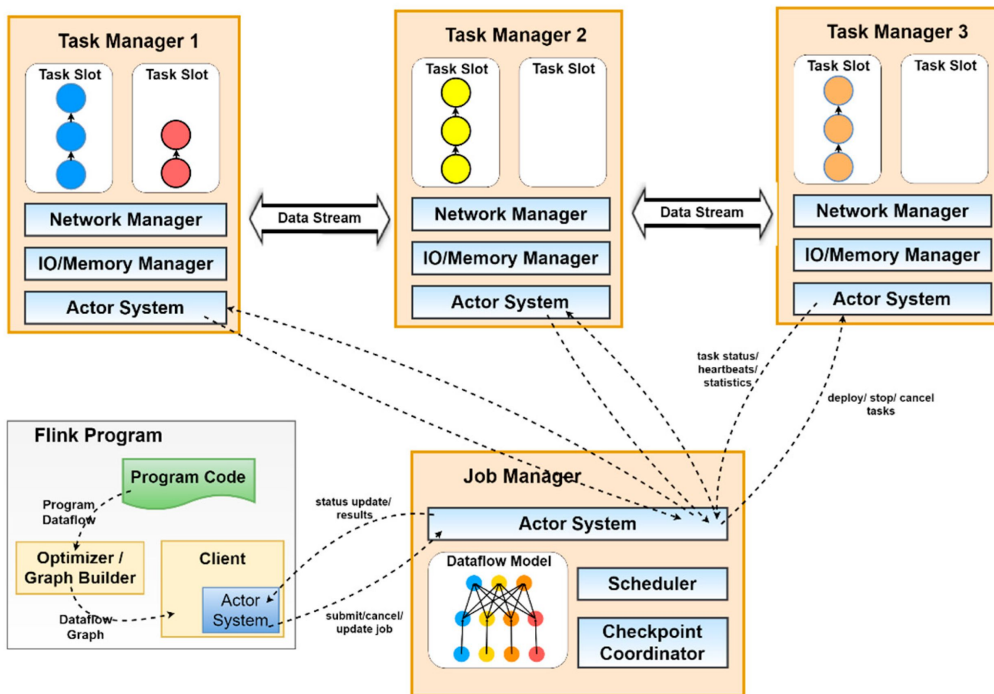 Task Manager 1
Task Slot
Task Slot
Network Manager
IO/Memory Manager
Actor System
Data Stream
Task Manager 2
Task Slot
Task Slot
Network Manager
IO/Memory Manager
Actor System
Data Stream
Task Manager 3
Task Slot
Task Slot
Network Manager
IO/Memory Manager
Actor System
task status/
heartbeats/
statistics
deploy/ stop/ cancel
tasks
Flink Program
Program Code
Program
Dataflow
Optimizer /
Graph Builder
Dataflow
Graph
Client
Actor
System
status update/
results
submit/cancel/
update job
Job Manager
Actor System
Dataflow Model
Scheduler
Checkpoint
Coordinator